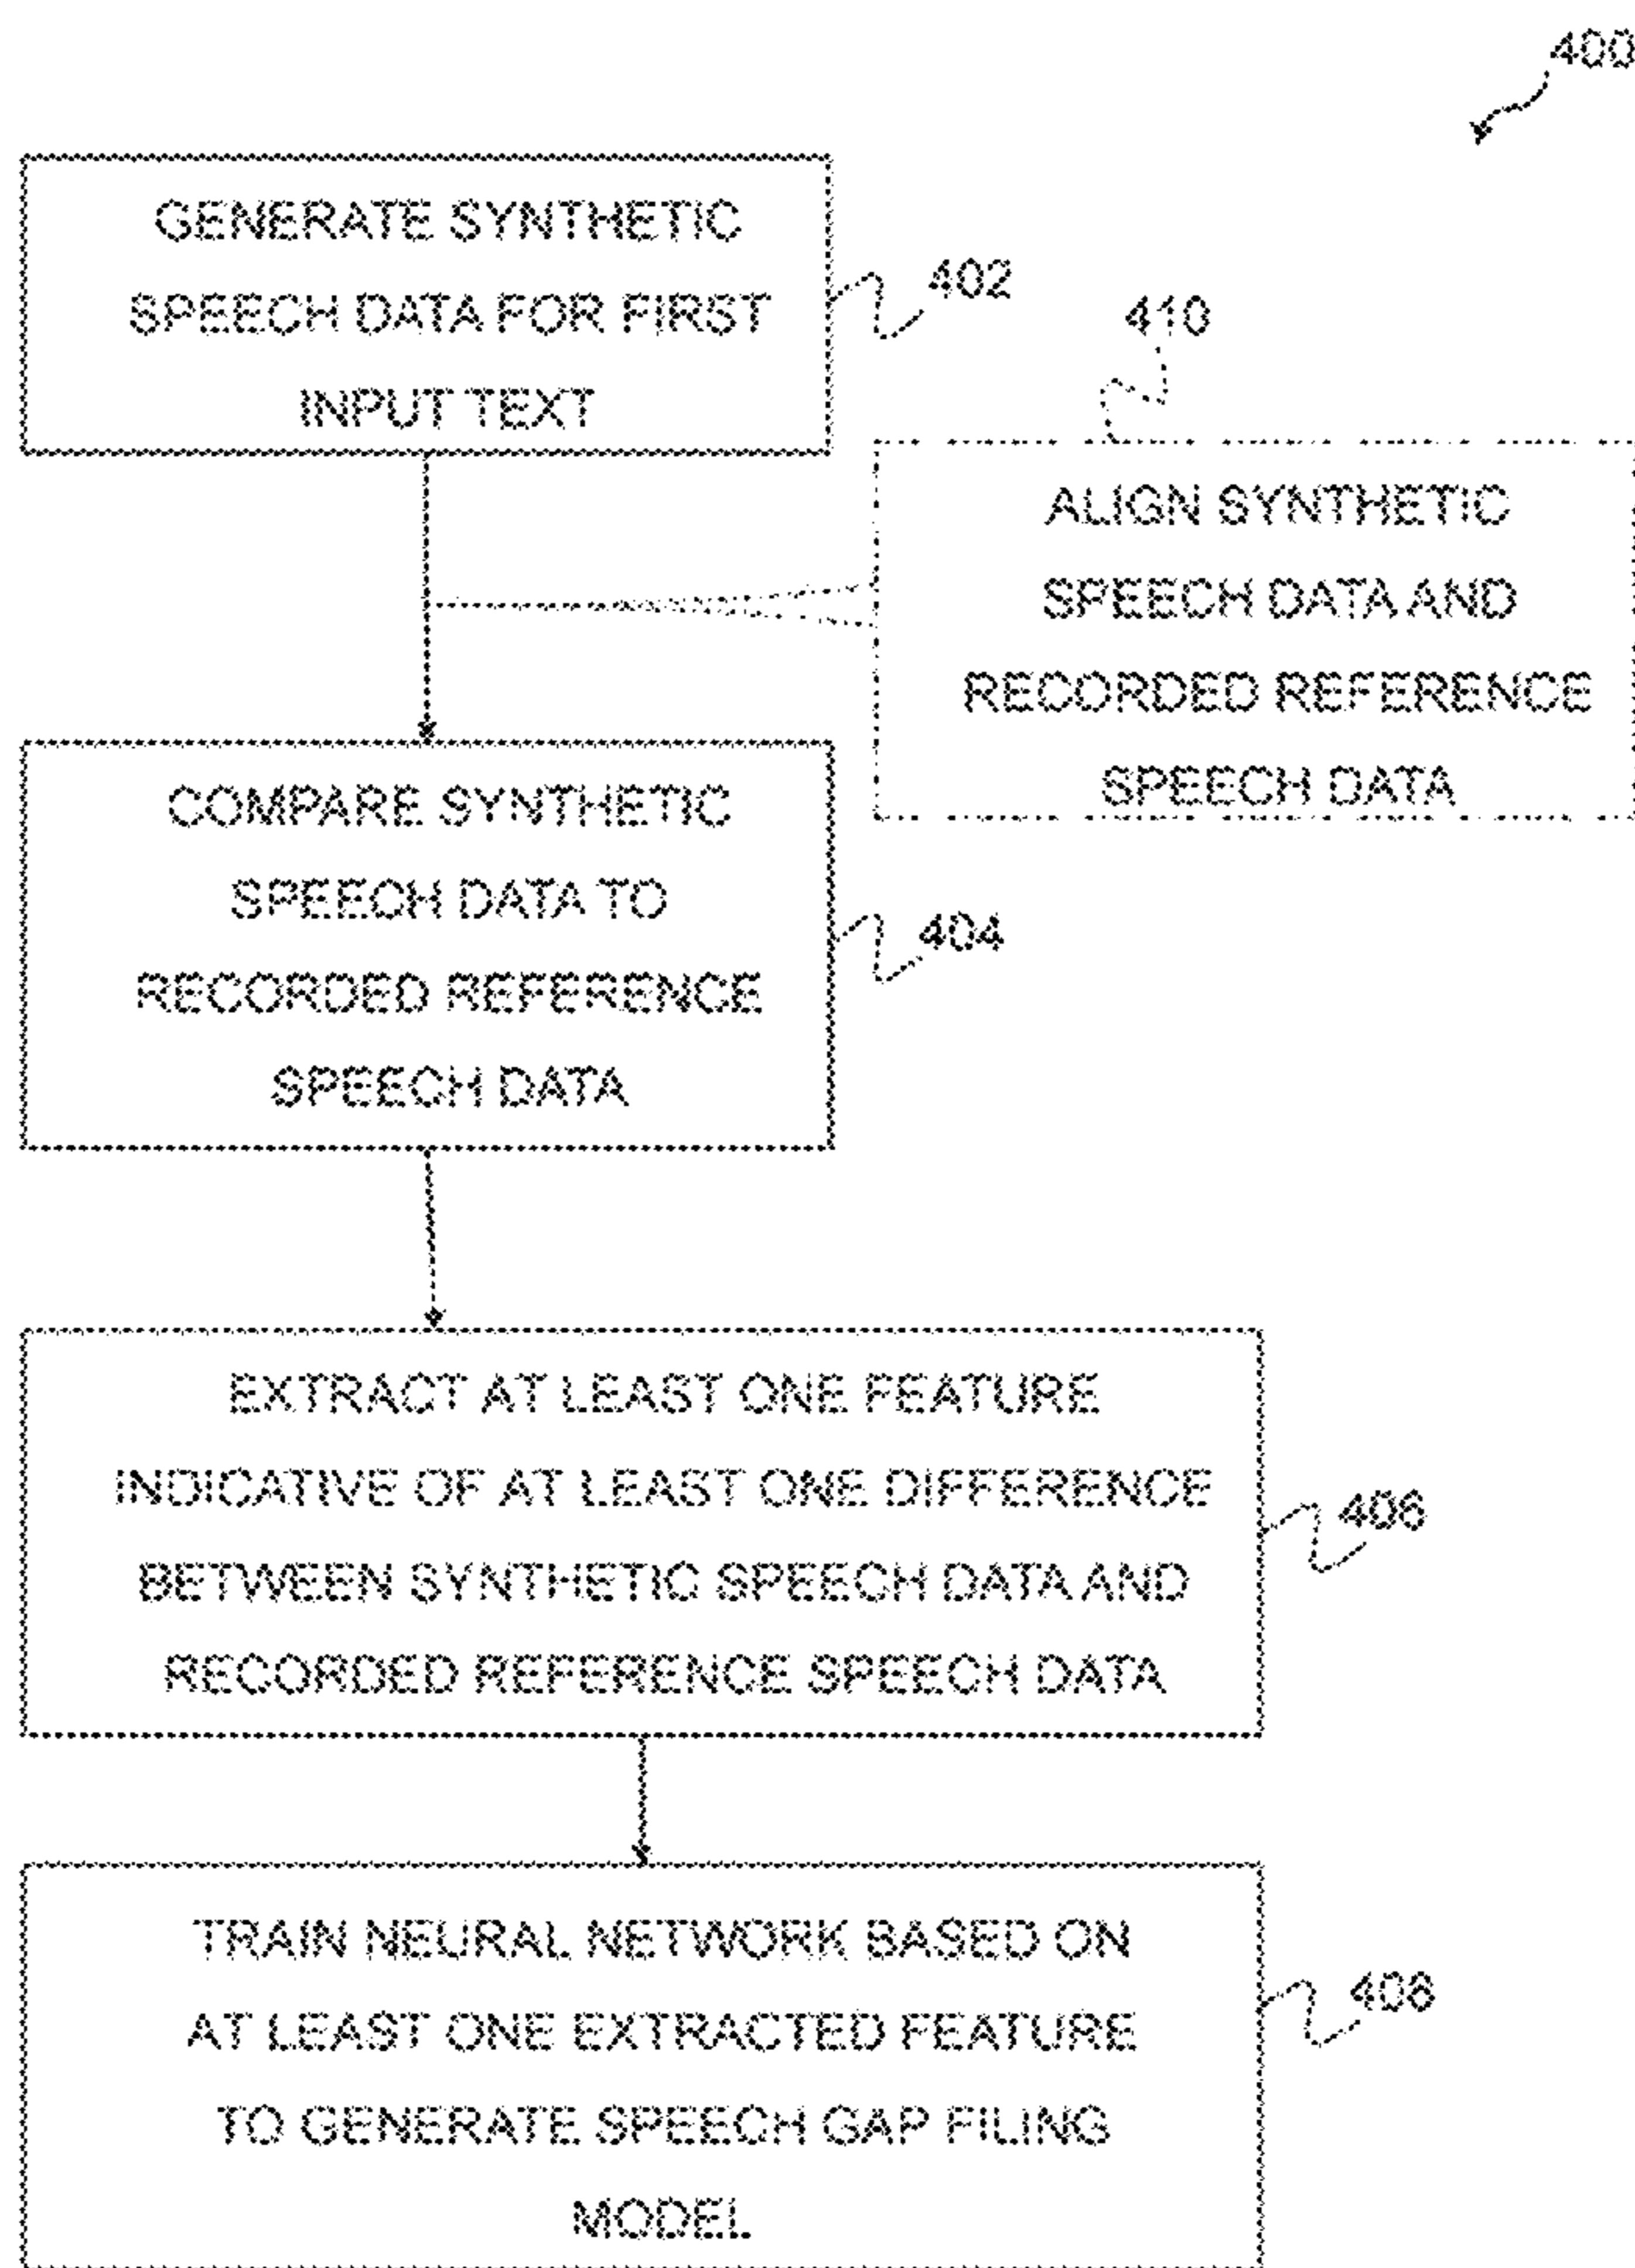 400
GENERATE SYNTHETIC
SPEECH DATA FOR FIRST
INPUT TEXT
402
410
ALIGN SYNTHETIC
SPEECH DATA AND
RECORDED REFERENCE
SPEECH DATA
COMPARE SYNTHETIC
SPEECH DATA TO
RECORDED REFERENCE
SPEECH DATA
404
EXTRACT AT LEAST ONE FEATURE
INDICATIVE OF AT LEAST ONE DIFFERENCE
BETWEEN SYNTHETIC SPEECH DATA AND
RECORDED REFERENCE SPEECH DATA
406
TRAIN NEURAL NETWORK BASED ON
AT LEAST ONE EXTRACTED FEATURE
TO GENERATE SPEECH GAP FILING
MODEL
408